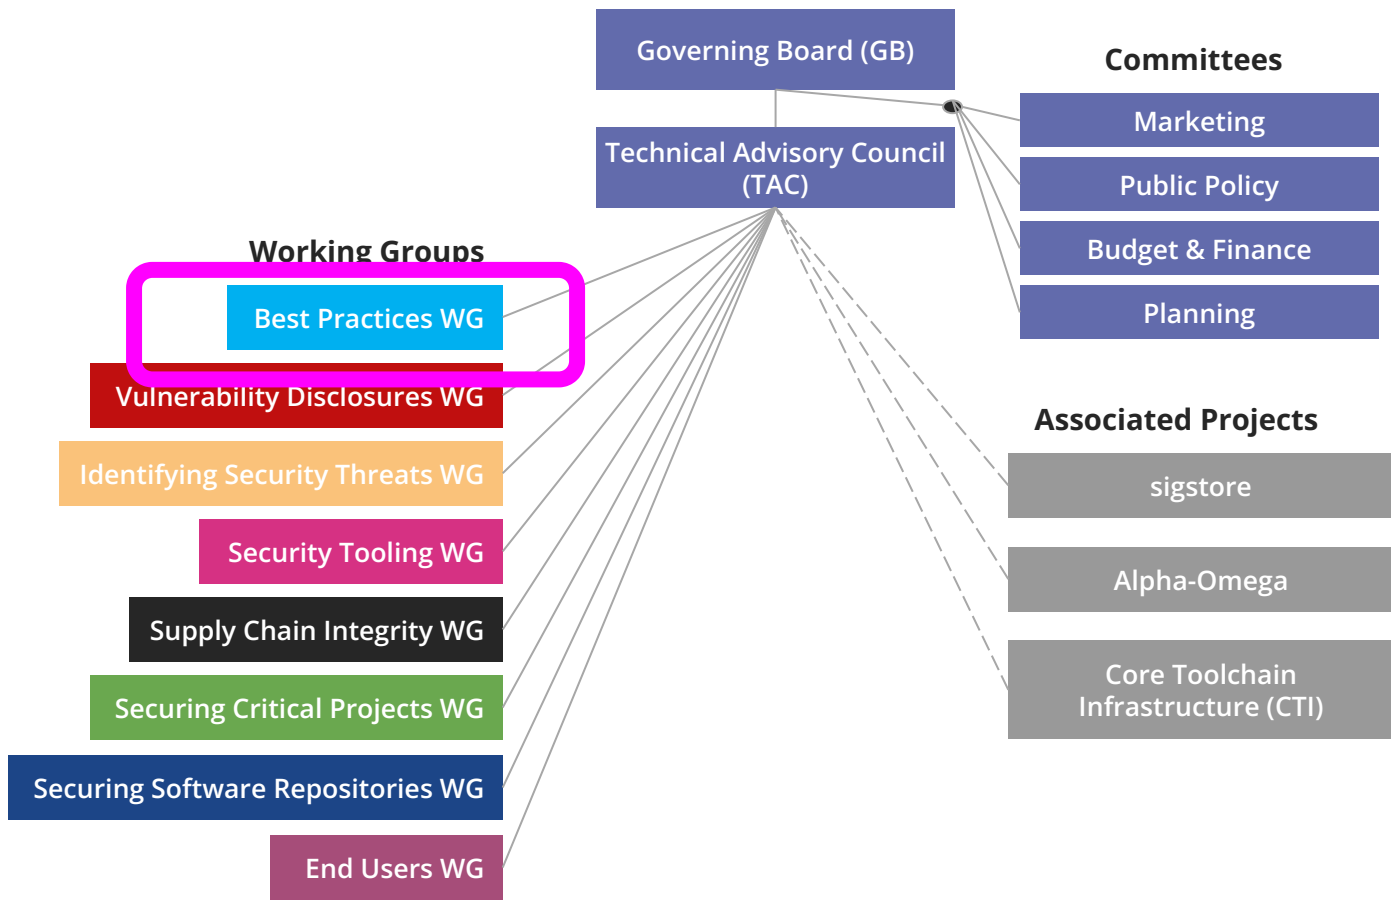 Governing Board (GB)
Technical Advisory Council
(TAC)
Committees
Marketing
Public Policy
Budget & Finance
Planning
Working Groups
Best Practices WG
Vulnerability Disclosures WG
Identifying Security Threats WG
Security Tooling WG
Supply Chain Integrity WG
Securing Critical Projects WG
Securing Software Repositories WG
End Users WG
Associated Projects
sigstore
Alpha-Omega
Core Toolchain
Infrastructure (CTI)